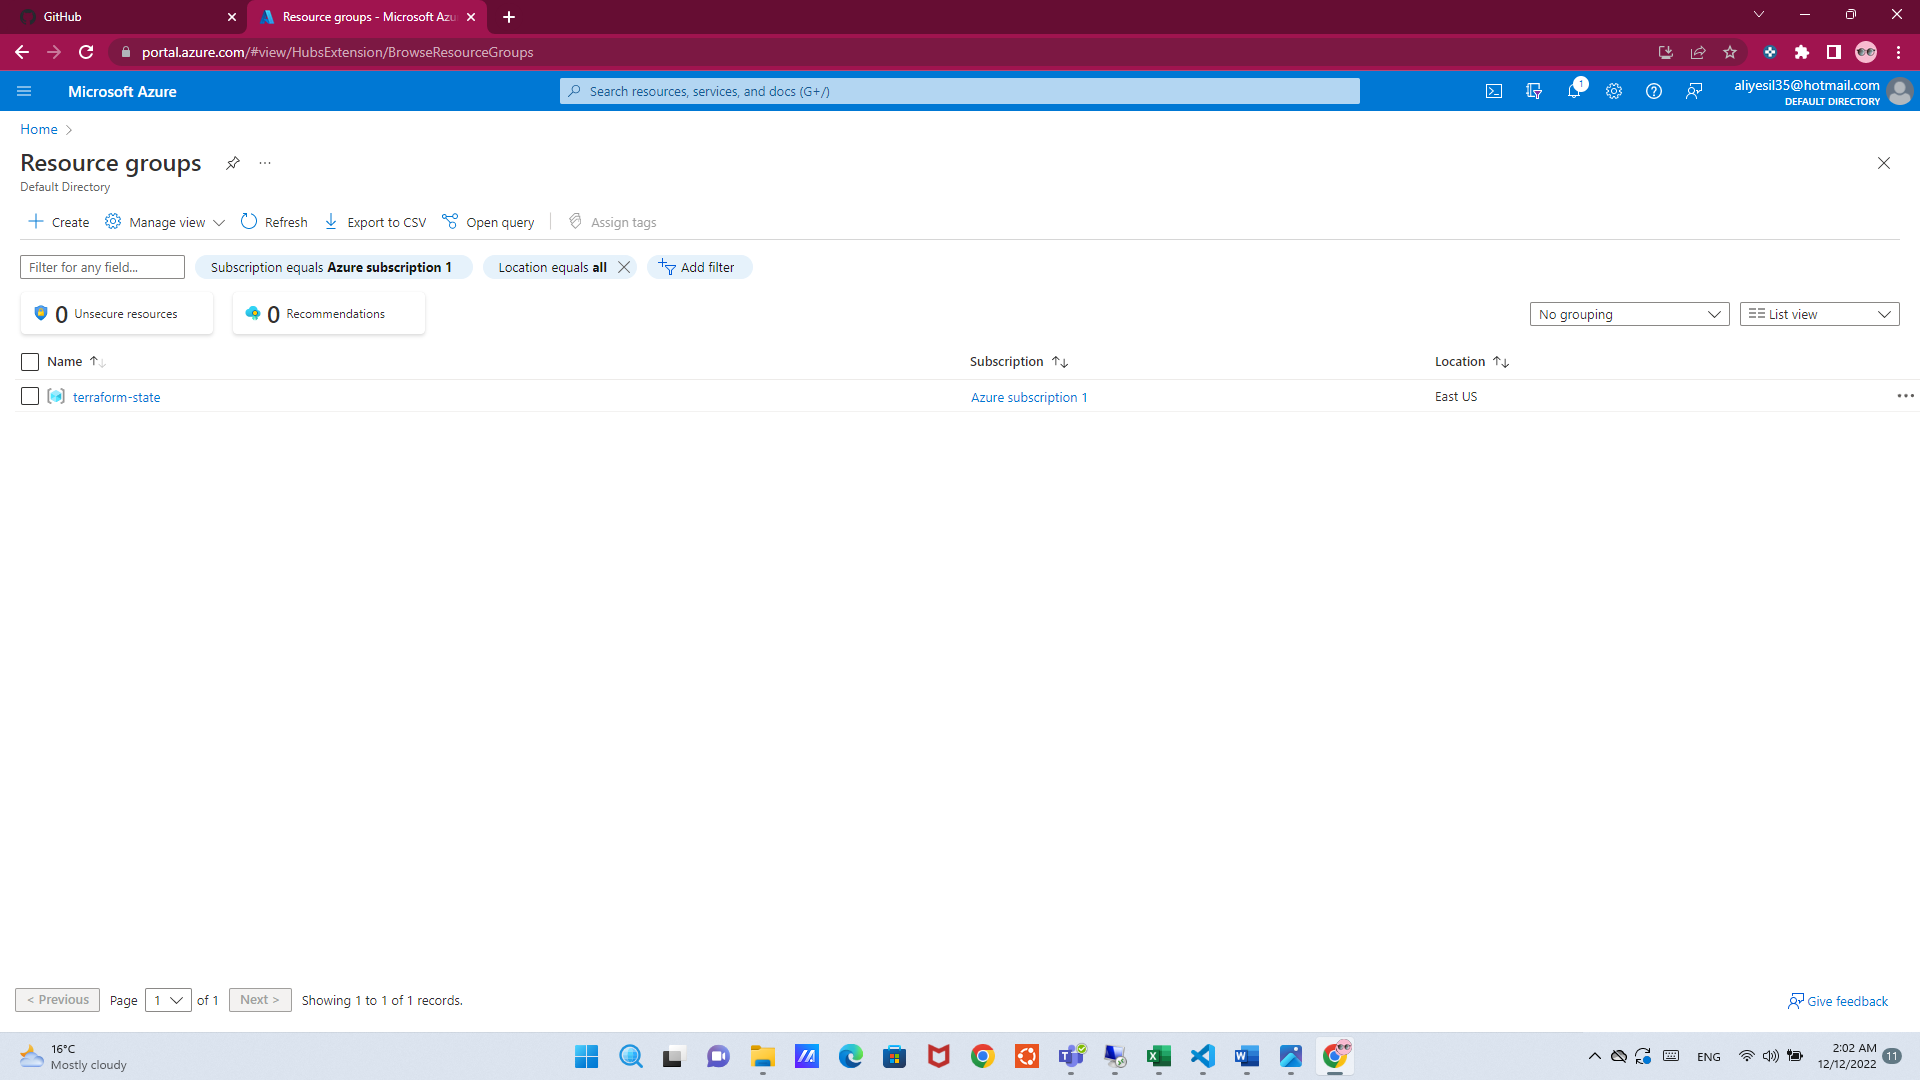 GitHub
Resource groups - Microsoft Azu
portal.azure.com/#view/HubsExtension/BrowseResourceGroups
Microsoft Azure
Search resources, services, and docs (G+/)
1
aliyesil35@hotmail.com
DEFAULT DIRECTORY
Home
Resource groups
Default Directory
Create
Manage view
Refresh
Export to CSV
Open query
Assign tags
Filter for any field...
Subscription equals Azure subscription 1
Location equals all
Add filter
0 Unsecure resources
0 Recommendations
No grouping
List view
Name
Subscription
Location
terraform-state
Azure subscription 1
East US
< Previous
Page 1 of 1
Next >
Showing 1 to 1 of 1 records.
Give feedback
16°C
Mostly cloudy
ENG
2:02 AM
12/12/2022
11